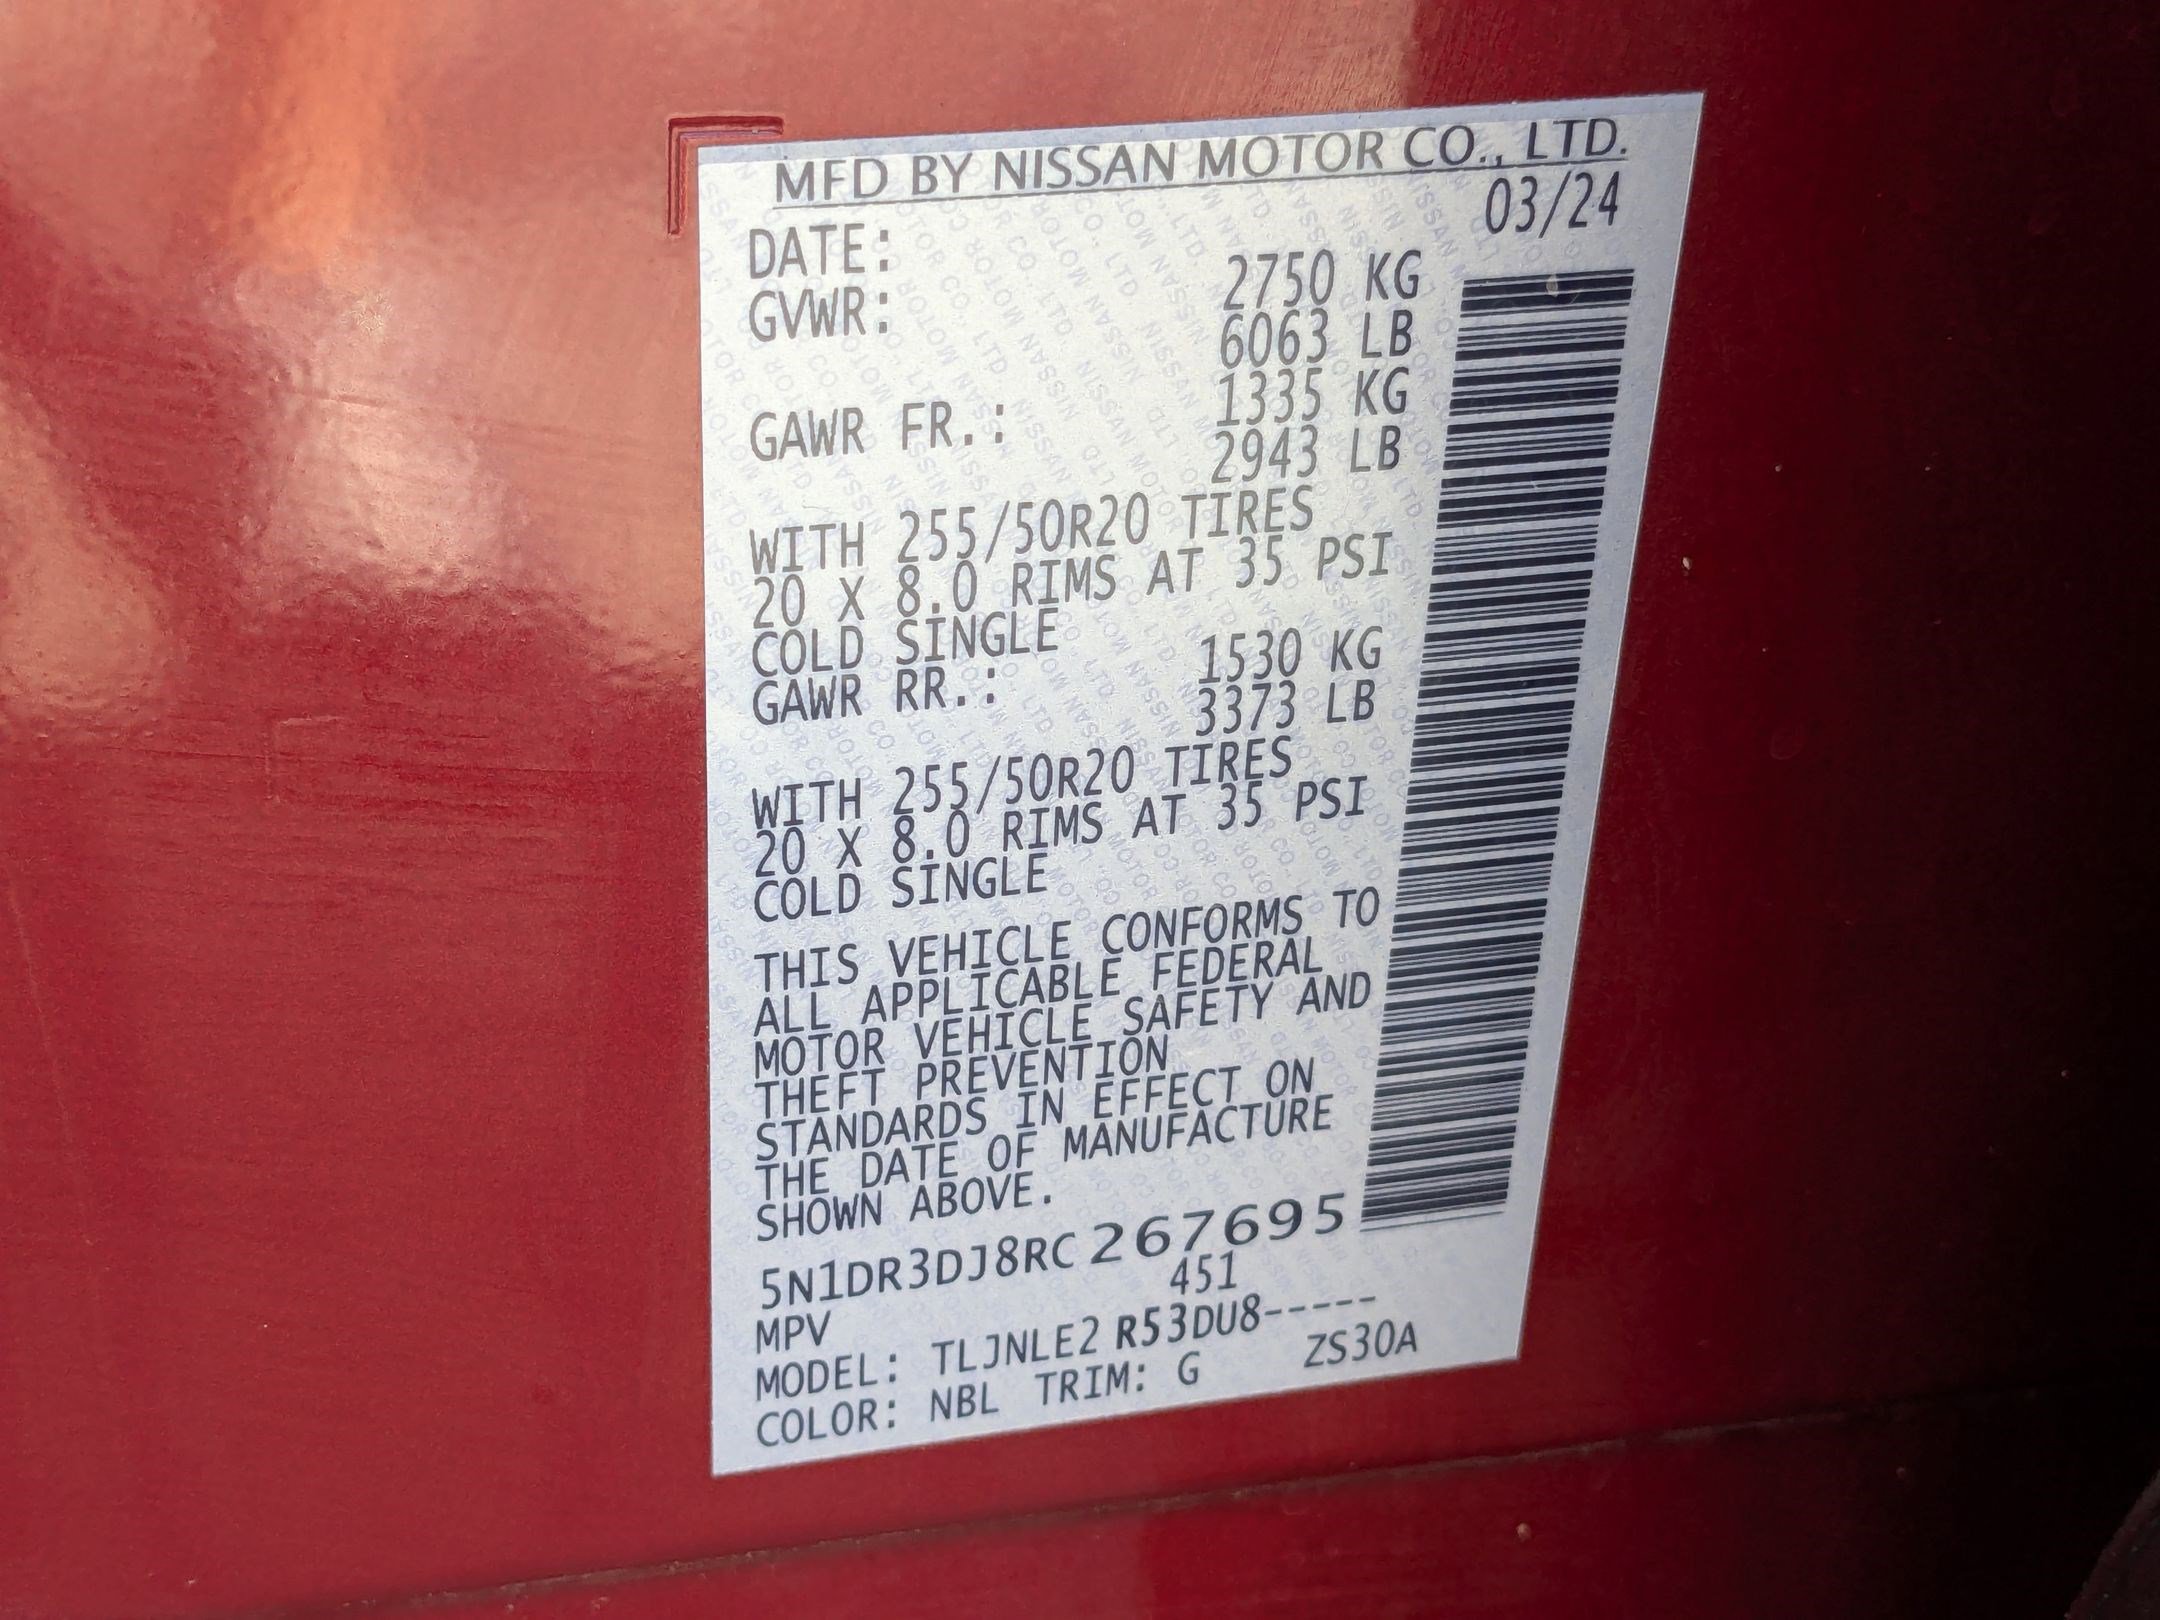 MFD BY NISSAN MOTOR CO., LTD.
DATE: 03/24
GVWR: 2750 KG
6063 LB
GAWR FR.: 1335 KG
2943 LB
WITH 255/50R20 TIRES
20 X 8.0 RIMS AT 35 PSI
COLD SINGLE
GAWR RR.: 1530 KG
3373 LB
WITH 255/50R20 TIRES
20 X 8.0 RIMS AT 35 PSI
COLD SINGLE
THIS VEHICLE CONFORMS TO
ALL APPLICABLE FEDERAL
MOTOR VEHICLE SAFETY AND
THEFT PREVENTION
STANDARDS IN EFFECT ON
THE DATE OF MANUFACTURE
SHOWN ABOVE.
5N1DR3DJ8RC267695
MPV 451
MODEL: TLJNLE2 R53DU8-----
COLOR: NBL TRIM: G ZS30A